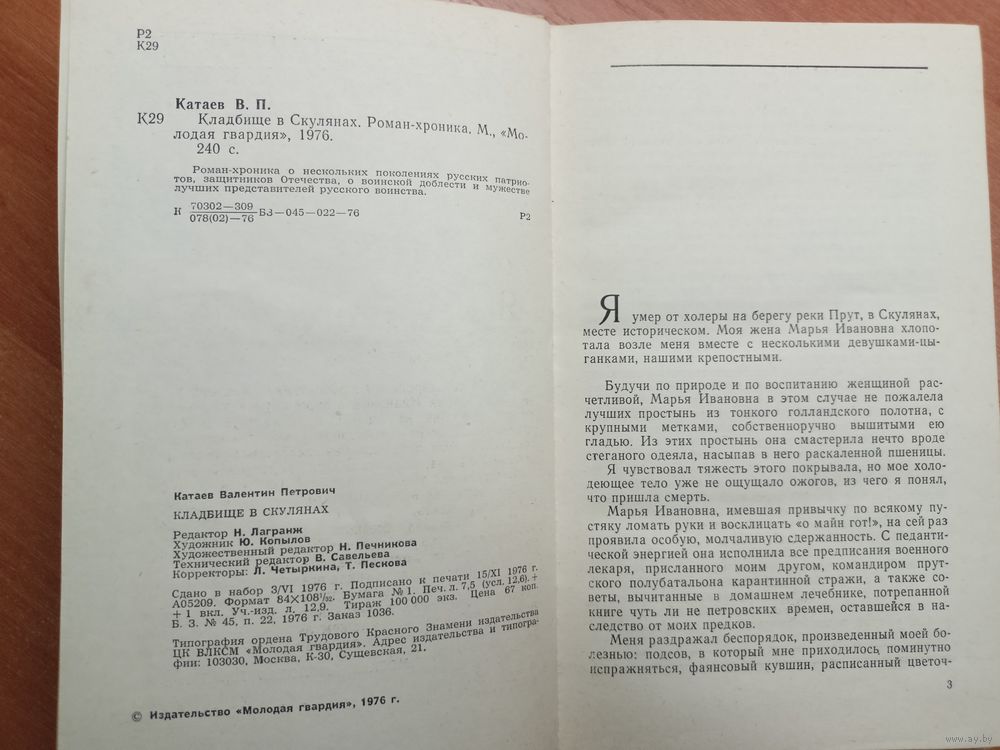 Р2
К29
Катаев В. П.
К29 Кладбище в Скулянах. Роман-хроника. М., «Мо-
лодая гвардия», 1976.
240 с.
Роман-хроника о нескольких поколениях русских патрио-
тов, защитников Отечества, о воинской доблести и мужестве
лучших представителей русского воинства.
К 70302—309
078(02)—76 БЗ—045—022—76 Р2
Катаев Валентин Петрович
КЛАДБИЩЕ В СКУЛЯНАХ
Редактор Н. Лагранж
Художник Ю. Копылов
Художественный редактор Н. Печникова
Технический редактор В. Савельева
Корректоры: Л. Четыркина, Т. Пескова
Сдано в набор 3/VI 1976 г. Подписано к печати 15/XI 1976 г.
А05209. Формат 84×108¹/₃₂. Бумага № 1. Печ. л. 7,5 (усл. 12,6). +
+ 1 вкл. Уч.-изд. л. 12,9. Тираж 100 000 экз. Цена 67 коп.
Б. З. № 45, п. 22, 1976 г. Заказ 1036.
Типография ордена Трудового Красного Знамени издательства
ЦК ВЛКСМ «Молодая гвардия». Адрес издательства и типогра-
фии: 103030, Москва, К-30, Сущевская, 21.
© Издательство «Молодая гвардия», 1976 г.
Я умер от холеры на берегу реки Прут, в Скулянах,
месте историческом. Моя жена Марья Ивановна хлопо-
тала возле меня вместе с несколькими девушками-цы-
ганками, нашими крепостными.
Будучи по природе и по воспитанию женщиной рас-
четливой, Марья Ивановна в этом случае не пожалела
лучших простынь из тонкого голландского полотна, с
крупными метками, собственноручно вышитыми ею
гладью. Из этих простынь она смастерила нечто вроде
стеганого одеяла, насыпав в него раскаленной пшеницы.
Я чувствовал тяжесть этого покрывала, но мое холо-
деющее тело уже не ощущало ожогов, из чего я понял,
что пришла смерть.
Марья Ивановна, имевшая привычку по всякому пу-
стяку ломать руки и восклицать «о майн гот!», на сей раз
проявила особую, молчаливую сдержанность. С педанти-
ческой энергией она исполнила все предписания военного
лекаря, присланного моим другом, командиром прут-
ского полубатальона карантинной стражи, а также со-
веты, вычитанные в домашнем лечебнике, потрепанной
книге чуть ли не петровских времен, оставшейся в на-
следство от моих предков.
Меня раздражал беспорядок, произведенный моей бо-
лезнью: подсов, в который мне приходилось поминутно
испражняться, фаянсовый кувшин, расписанный цветоч-
3
www.ay.by